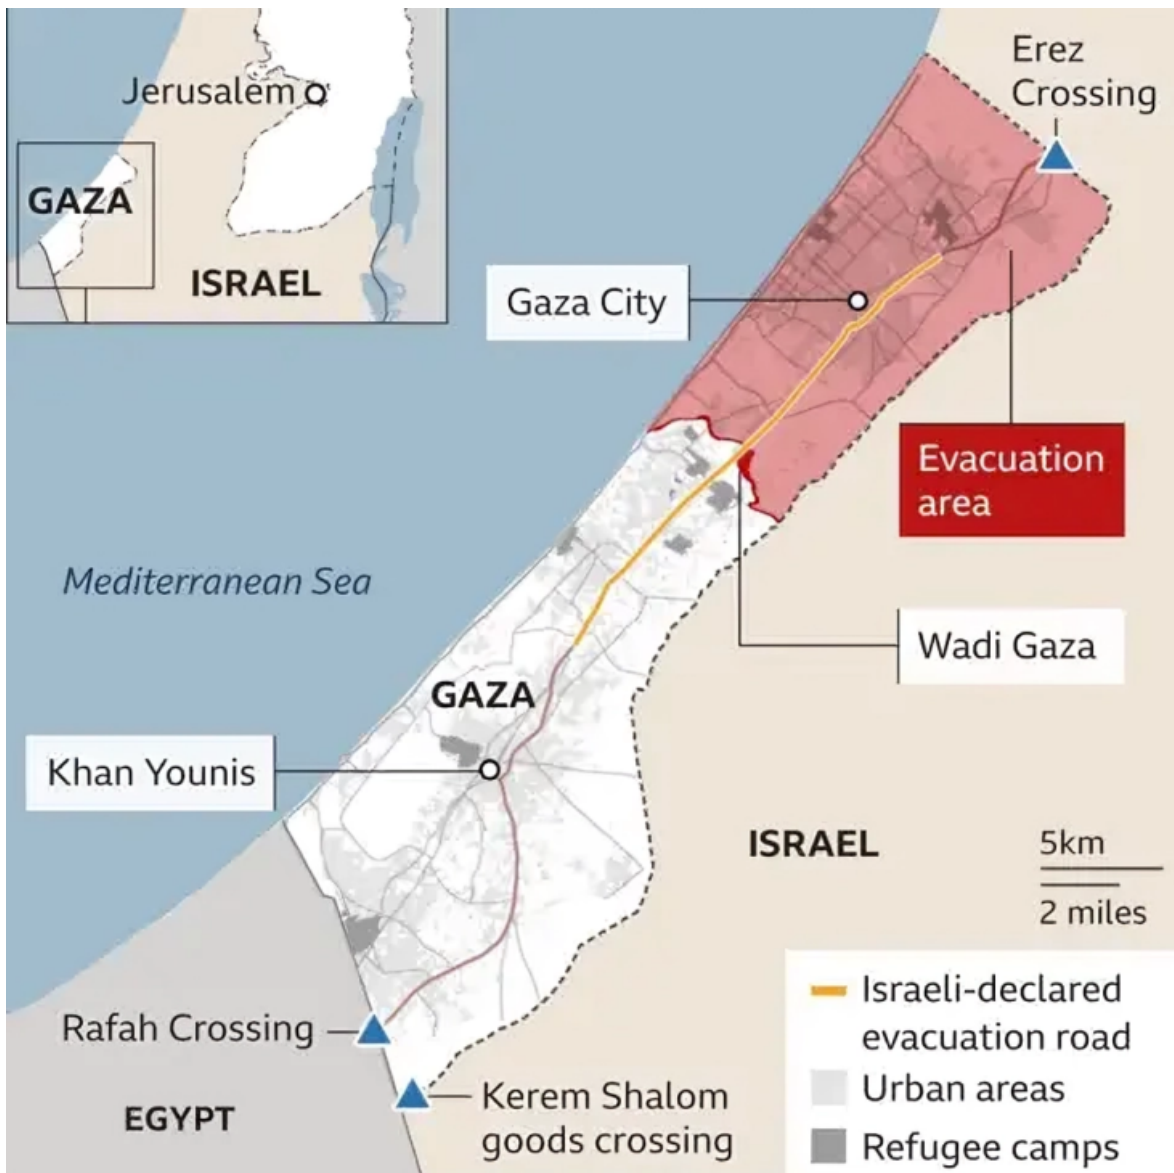 Jerusalem
GAZA
ISRAEL
Erez
Crossing
Gaza City
Evacuation
area
Mediterranean Sea
Wadi Gaza
GAZA
Khan Younis
ISRAEL
5km
2 miles
Rafah Crossing
Kerem Shalom
goods crossing
EGYPT
Israeli-declared
evacuation road
Urban areas
Refugee camps